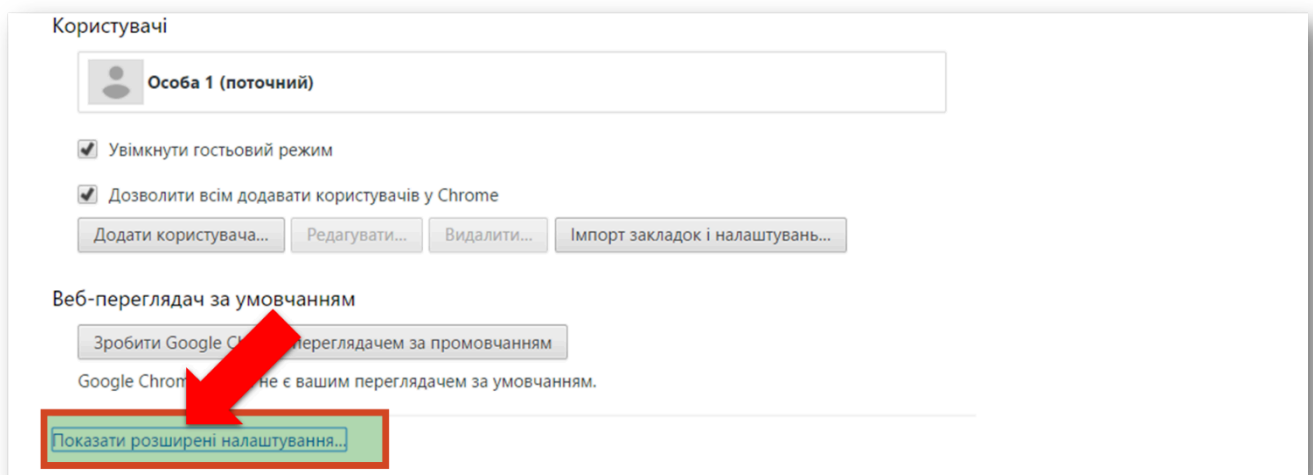 Користувачі
Особа 1 (поточний)
Увімкнути гостьовий режим
Дозволити всім додавати користувачів у Chrome
Додати користувача... Редагувати... Видалити... Імпорт закладок і налаштувань...
Веб-переглядач за умовчанням
Зробити Google переглядачем за промовчанням
Google Chrom не є вашим переглядачем за умовчанням.
Показати розширені налаштування...